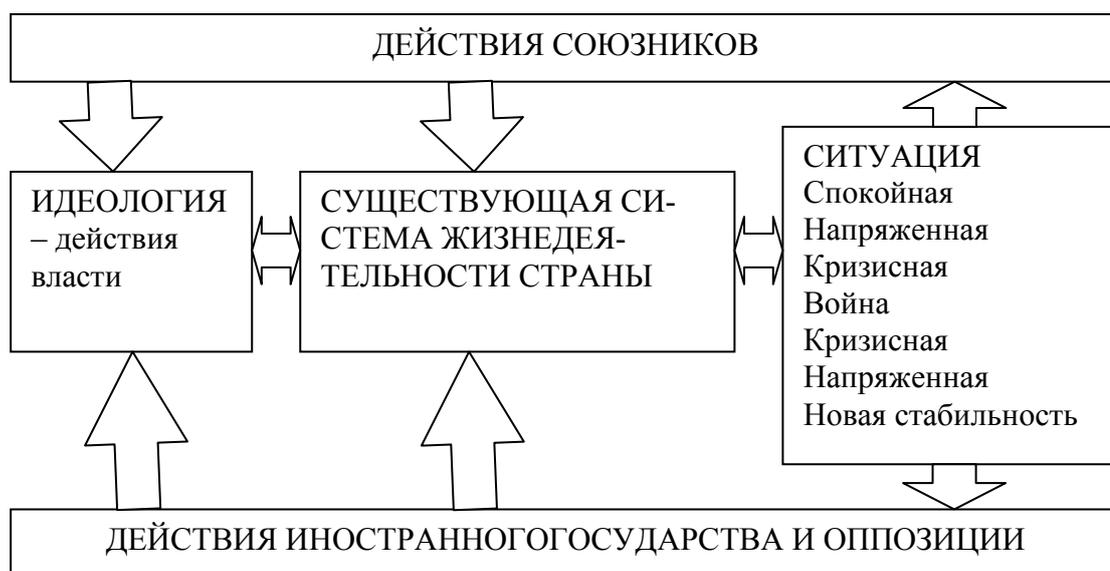 ДЕЙСТВИЯ СОЮЗНИКОВ
ИДЕОЛОГИЯ
– действия
власти
СУЩЕСТВУЮЩАЯ СИ-
СТЕМА ЖИЗНЕДЕЯ-
ТЕЛЬНОСТИ СТРАНЫ
СИТУАЦИЯ
Спокойная
Напряженная
Кризисная
Война
Кризисная
Напряженная
Новая стабильность
ДЕЙСТВИЯ ИНОСТРАННОГОГОСУДАРСТВА И ОППОЗИЦИИ